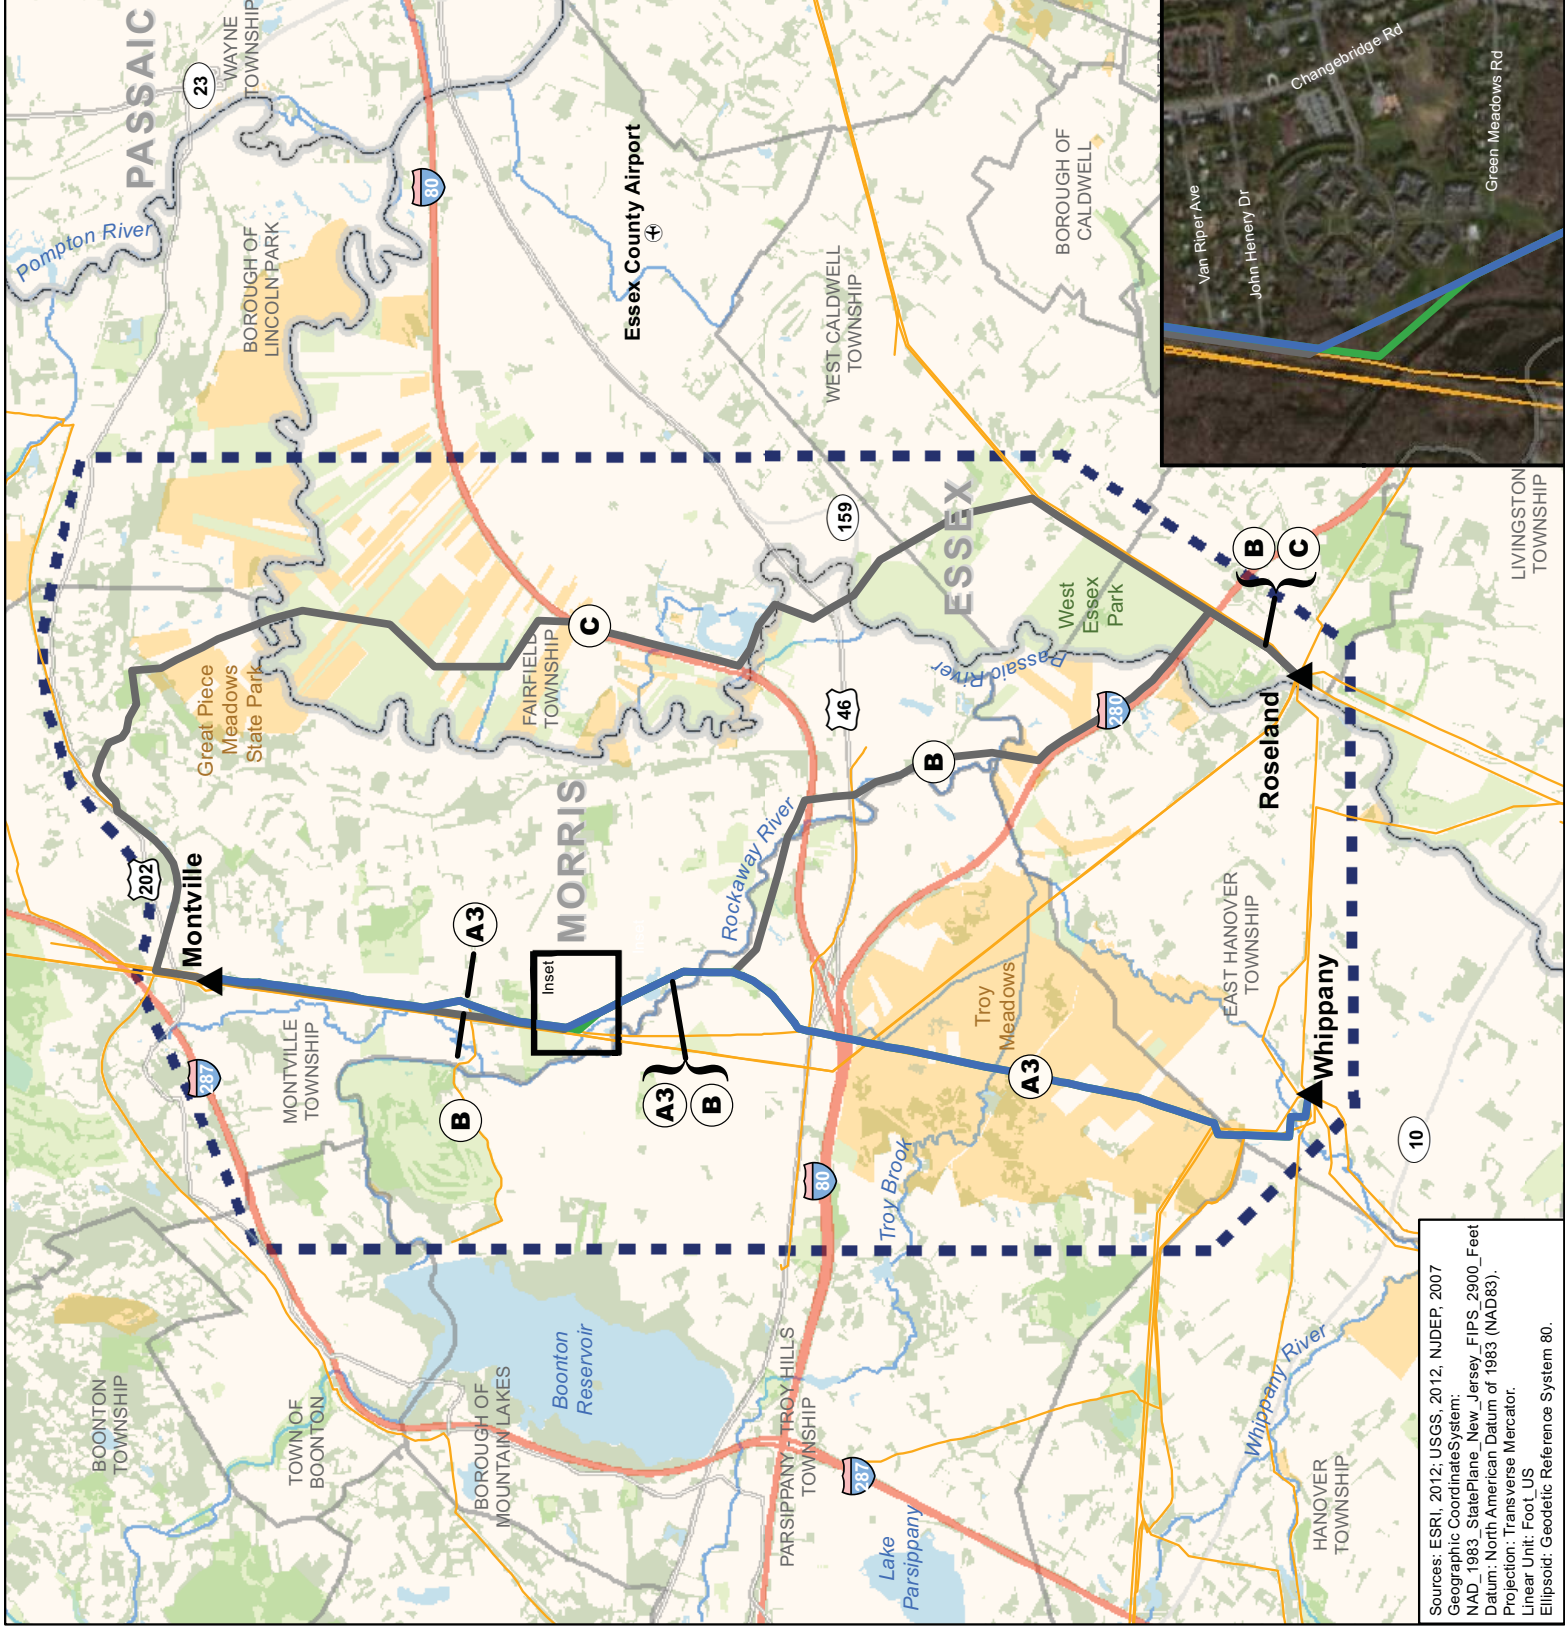 PASSAIC
WAYNE
TOWNSHIP
23
Pompton River
BOROUGH OF
LINCOLN PARK
80
Essex County Airport
WEST CALDWELL
TOWNSHIP
BOROUGH OF
CALDWELL
Changebridge Rd
Van Riper Ave
John Henery Dr
Green Meadows Rd
159
ESSEX
West
Essex
Park
B
C
LIVINGSTON
TOWNSHIP
Great Piece
Meadows
State Park
FAIRFIELD
TOWNSHIP
C
46
Passaic River
B
280
Roseland
202
Montville
MORRIS
Rockaway River
A3
Inset
B
A3
B
287
MONTVILLE
TOWNSHIP
Troy
Meadows
A3
EAST HANOVER
TOWNSHIP
Whippany
10
80
Troy Brook
BOONTON
TOWNSHIP
TOWN OF
BOONTON
BOROUGH OF
MOUNTAIN LAKES
Boonton
Reservoir
PARSIPPANY TROY HILLS
TOWNSHIP
287
Lake
Parsippany
Whippany River
HANOVER
TOWNSHIP
Sources: ESRI, 2012; USGS, 2012, NJDEP, 2007
Geographic CoordinateSystem:
NAD_1983_StatePlane_New_Jersey_FIPS_2900_Feet
Datum: North American Datum of 1983 (NAD83).
Projection: Transverse Mercator.
Linear Unit: Foot_US
Ellipsoid: Geodetic Reference System 80.